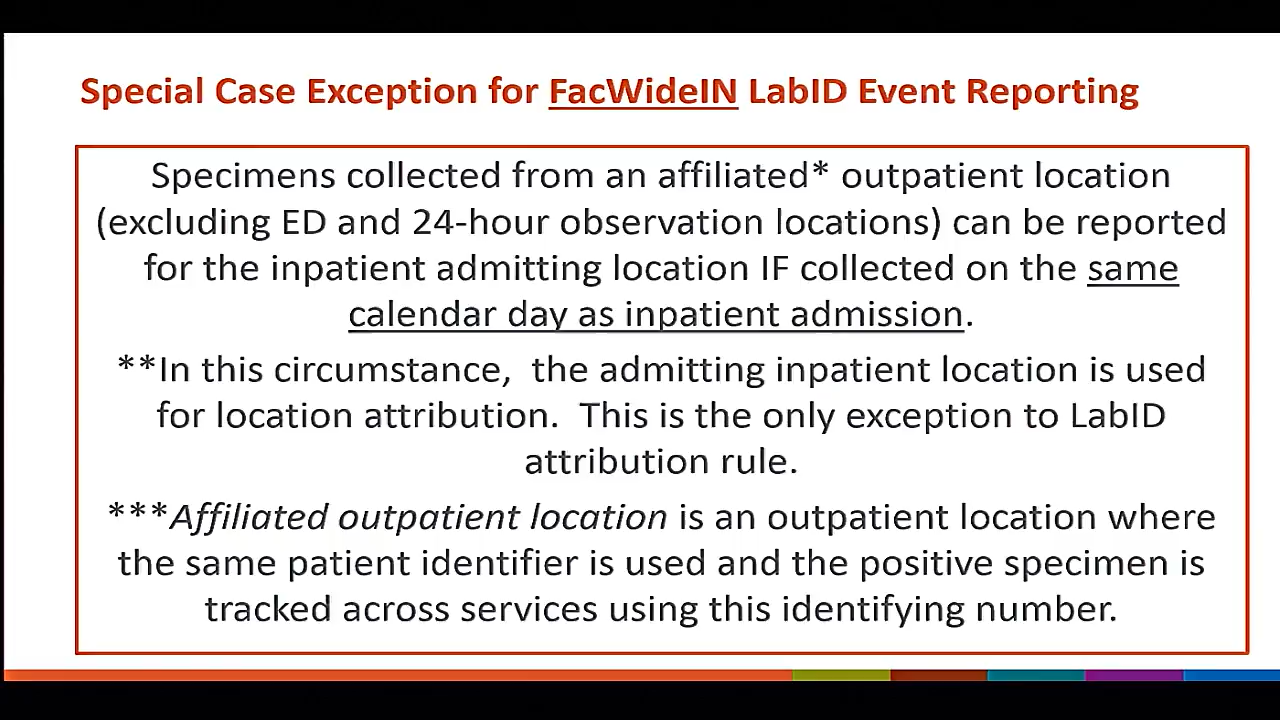 Special Case Exception for FacWideIN LabID Event Reporting
Specimens collected from an affiliated* outpatient location
(excluding ED and 24-hour observation locations) can be reported
for the inpatient admitting location IF collected on the same
calendar day as inpatient admission.
**In this circumstance,  the admitting inpatient location is used
for location attribution.  This is the only exception to LabID
attribution rule.
***Affiliated outpatient location is an outpatient location where
the same patient identifier is used and the positive specimen is
tracked across services using this identifying number.